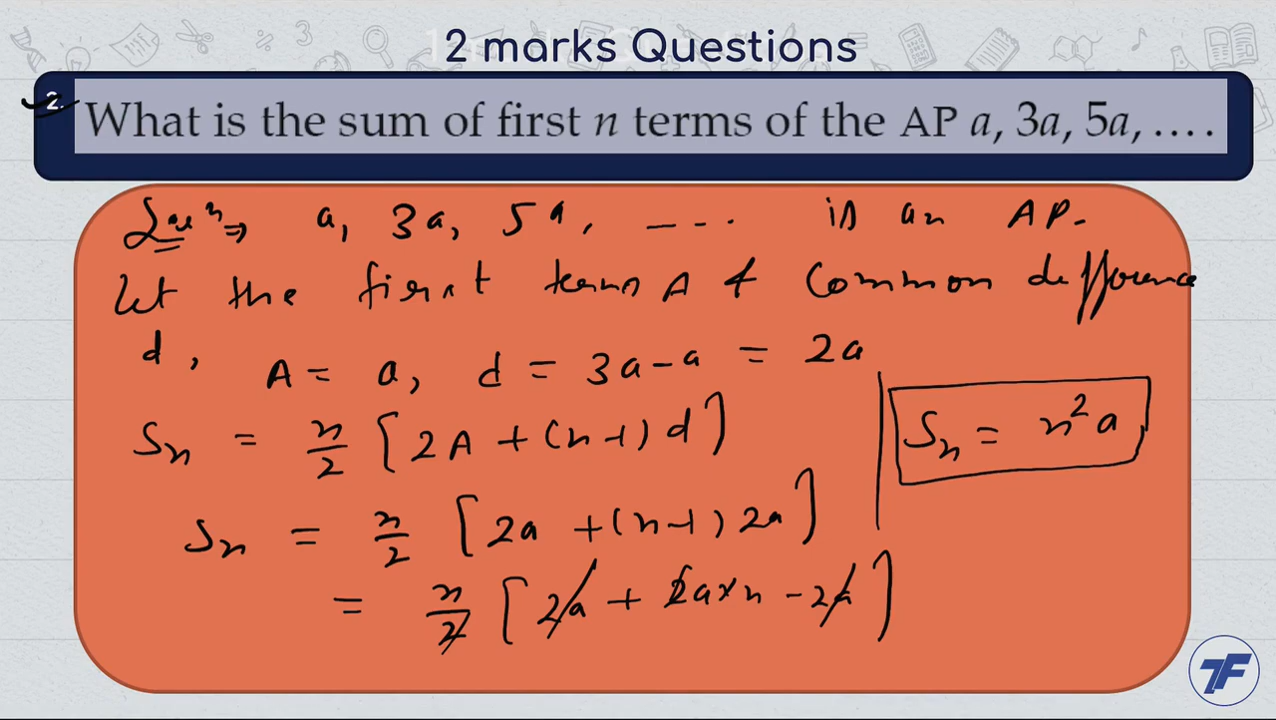 2 marks Questions
2. What is the sum of first n terms of the AP a, 3a, 5a, ….
Solⁿ ⇒ a, 3a, 5a, ---- is an AP.
Let the first term A & Common difference
d, A = a, d = 3a-a = 2a
Sn = n/2 [2A + (n-1)d]
Sn = n²a
Sn = n/2 [2a + (n-1)2a]
= n/2 [2a + 2a×n - 2a]
TF